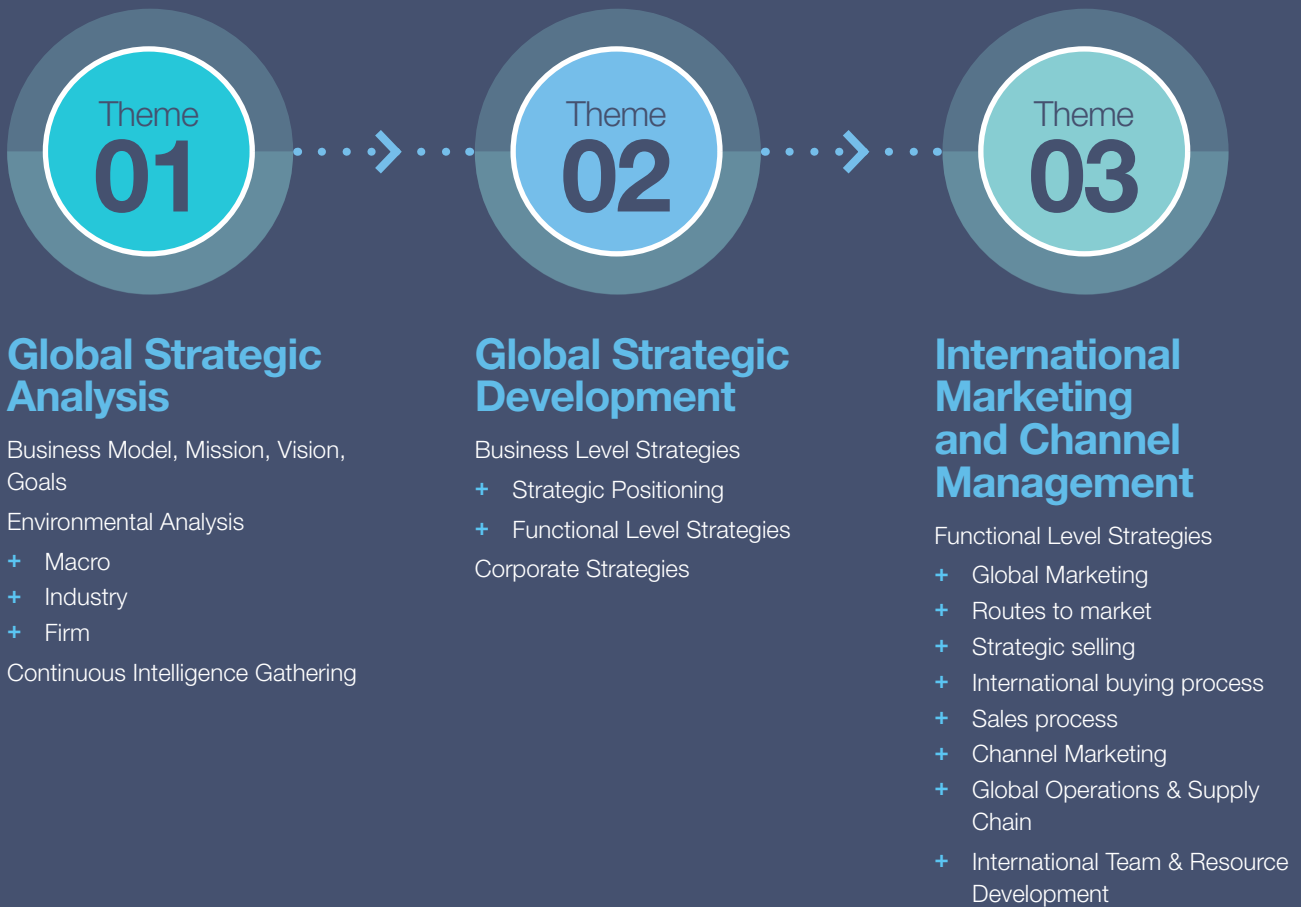 Theme
01
Theme
02
Theme
03
Global Strategic
Analysis
Business Model, Mission, Vision,
Goals
Environmental Analysis
+ Macro
+ Industry
+ Firm
Continuous Intelligence Gathering
Global Strategic
Development
Business Level Strategies
+ Strategic Positioning
+ Functional Level Strategies
Corporate Strategies
International
Marketing
and Channel
Management
Functional Level Strategies
+ Global Marketing
+ Routes to market
+ Strategic selling
+ International buying process
+ Sales process
+ Channel Marketing
+ Global Operations & Supply
Chain
+ International Team & Resource
Development